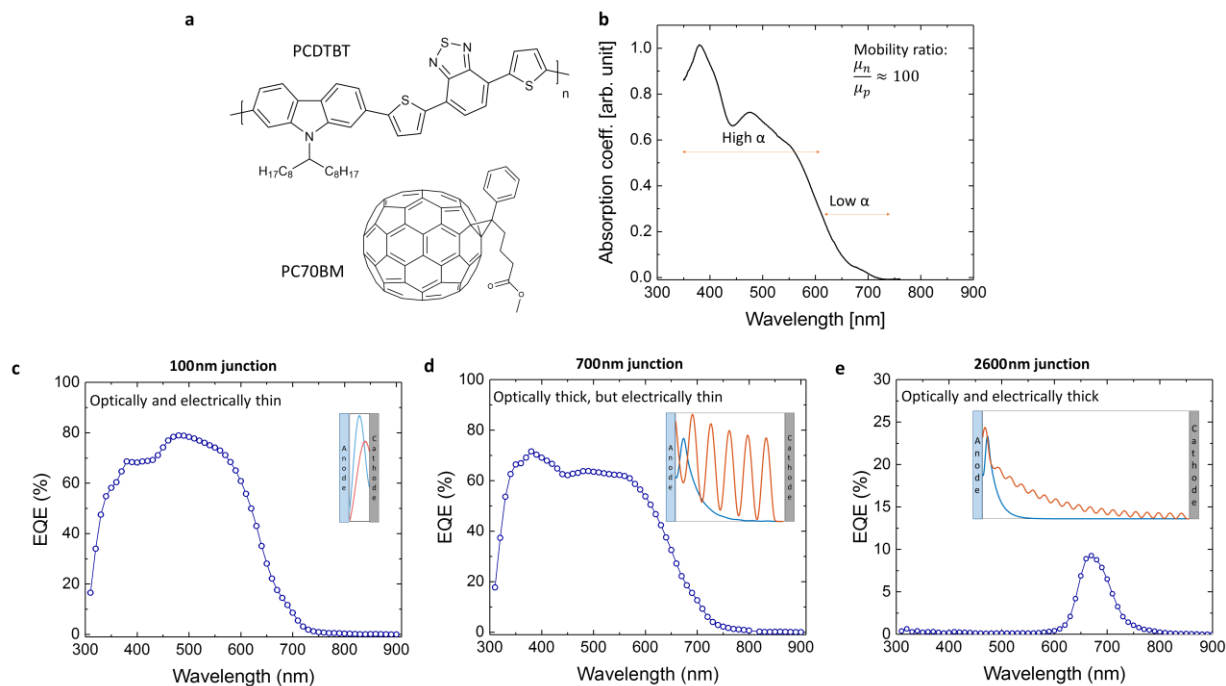 a
PCDTBT
S
N
N
S
S
n
N
H17C8
C8H17
PC70BM
O
O
b
Absorption coeff. [arb. unit]
1.0
0.8
0.6
0.4
0.2
0.0
Mobility ratio:
μn/μp ≈ 100
High α
Low α
300 400 500 600 700 800 900
Wavelength [nm]
c
100nm junction
Optically and electrically thin
EQE (%)
100
80
60
40
20
0
Anode
Cathode
300 400 500 600 700 800 900
Wavelength (nm)
d
700nm junction
Optically thick, but electrically thin
EQE (%)
100
80
60
40
20
0
Anode
Cathode
300 400 500 600 700 800 900
Wavelength (nm)
e
2600nm junction
Optically and electrically thick
EQE (%)
30
25
20
15
10
5
0
Anode
Cathode
300 400 500 600 700 800 900
Wavelength (nm)